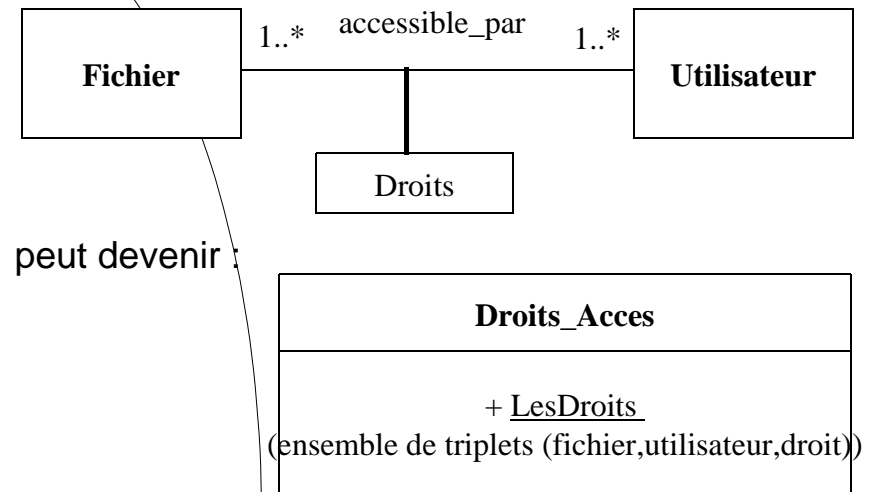 1..* accessible_par 1..*
Fichier Utilisateur
Droits
peut devenir :
Droits_Acces
+ LesDroits
(ensemble de triplets (fichier,utilisateur,droit))